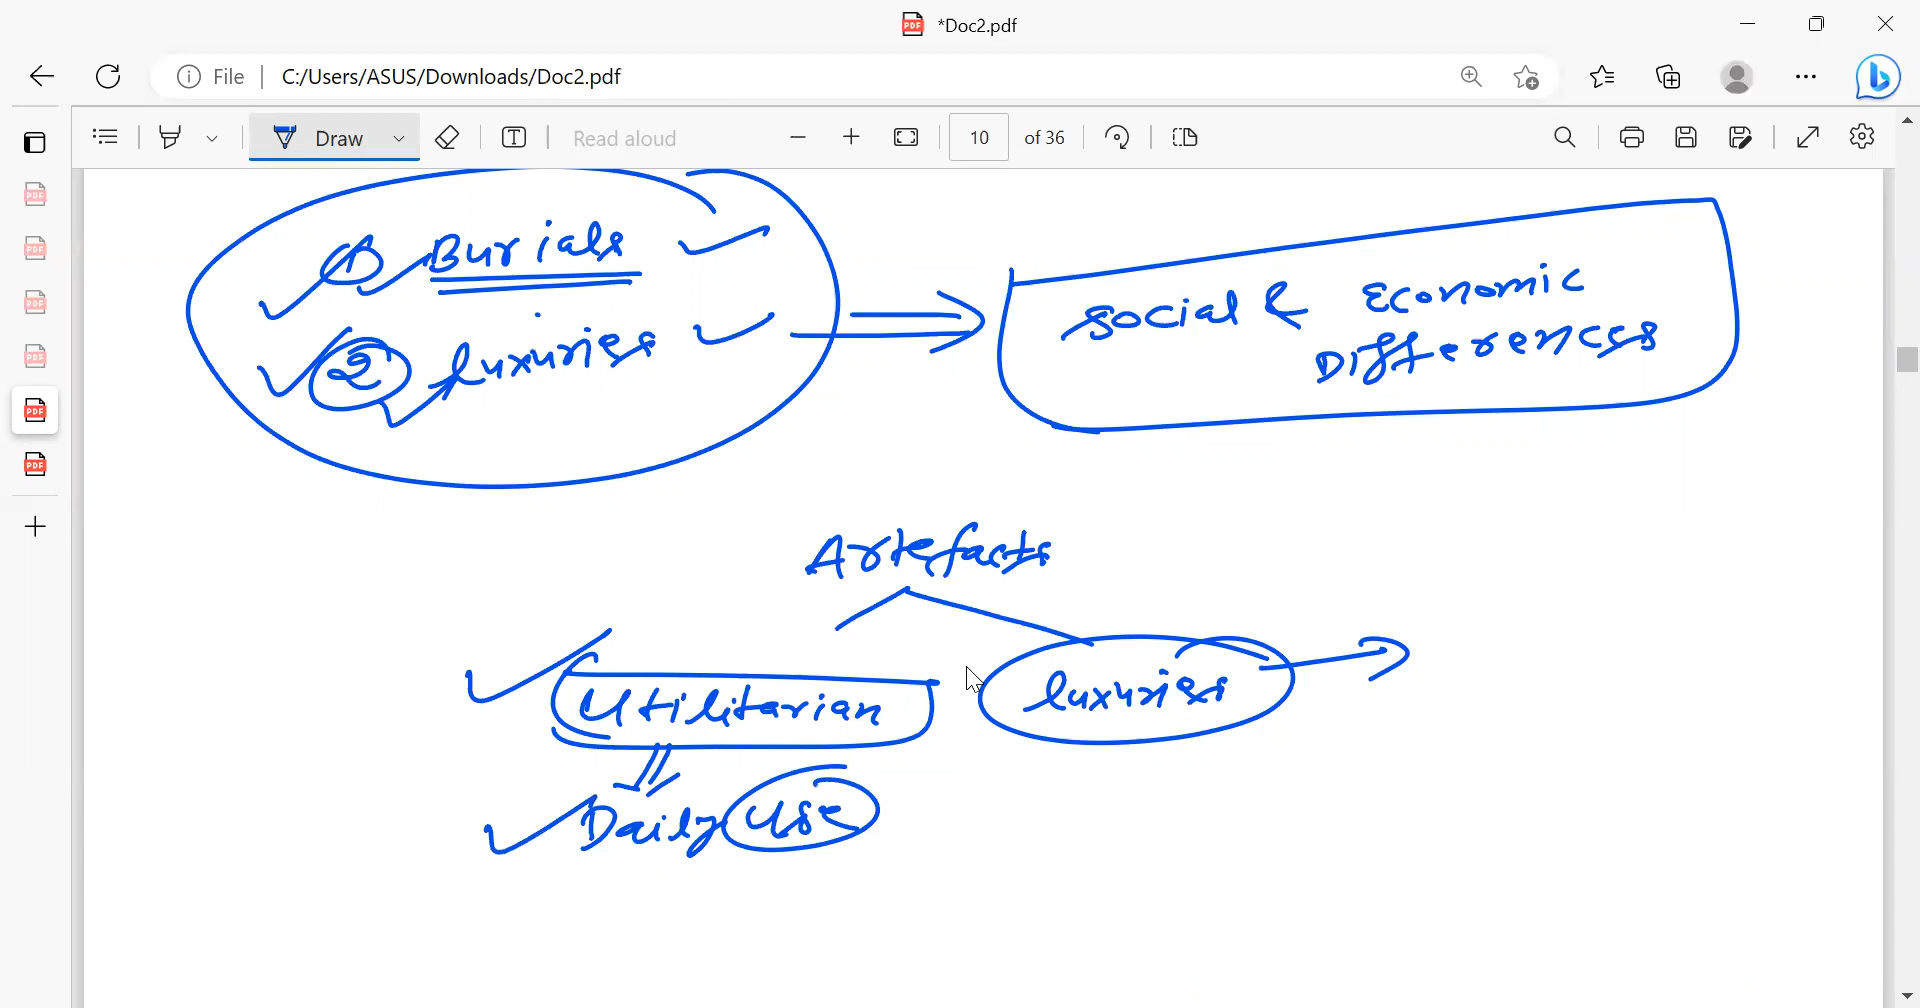 *Doc2.pdf
File C:/Users/ASUS/Downloads/Doc2.pdf
Draw Read aloud 10 of 36
① Burials
② luxuries
Social & Economic
Differences
Artefacts
Utilitarian luxuries
Daily use